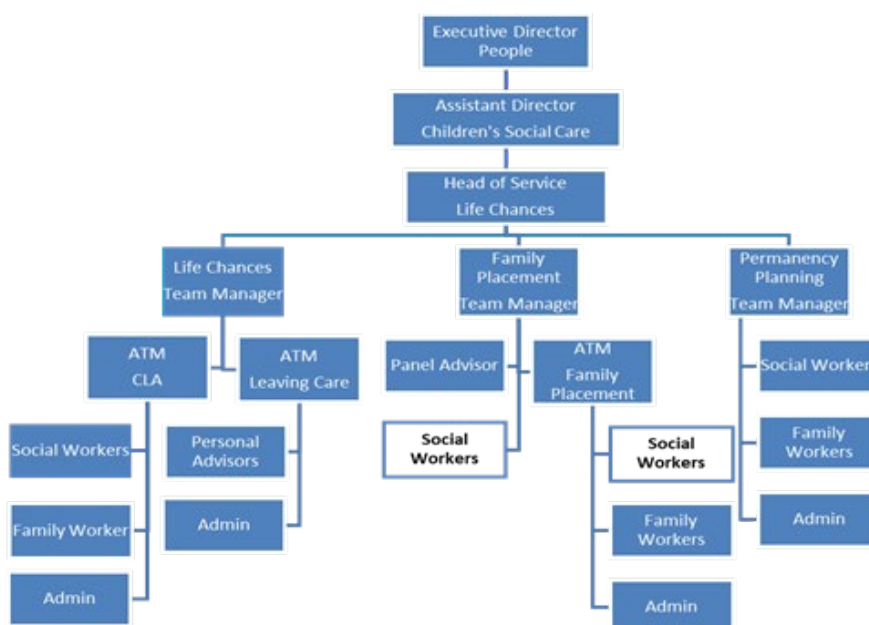 Executive Director
People
Assistant Director
Children's Social Care
Head of Service
Life Chances
Life Chances
Team Manager
Family
Placement
Team Manager
Permanency
Planning
Team Manager
ATM
CLA
ATM
Leaving Care
Panel Advisor
ATM
Family
Placement
Social Worker
Social Workers
Personal
Advisors
Social
Workers
Social
Workers
Family
Workers
Family Worker
Admin
Family
Workers
Admin
Admin
Admin